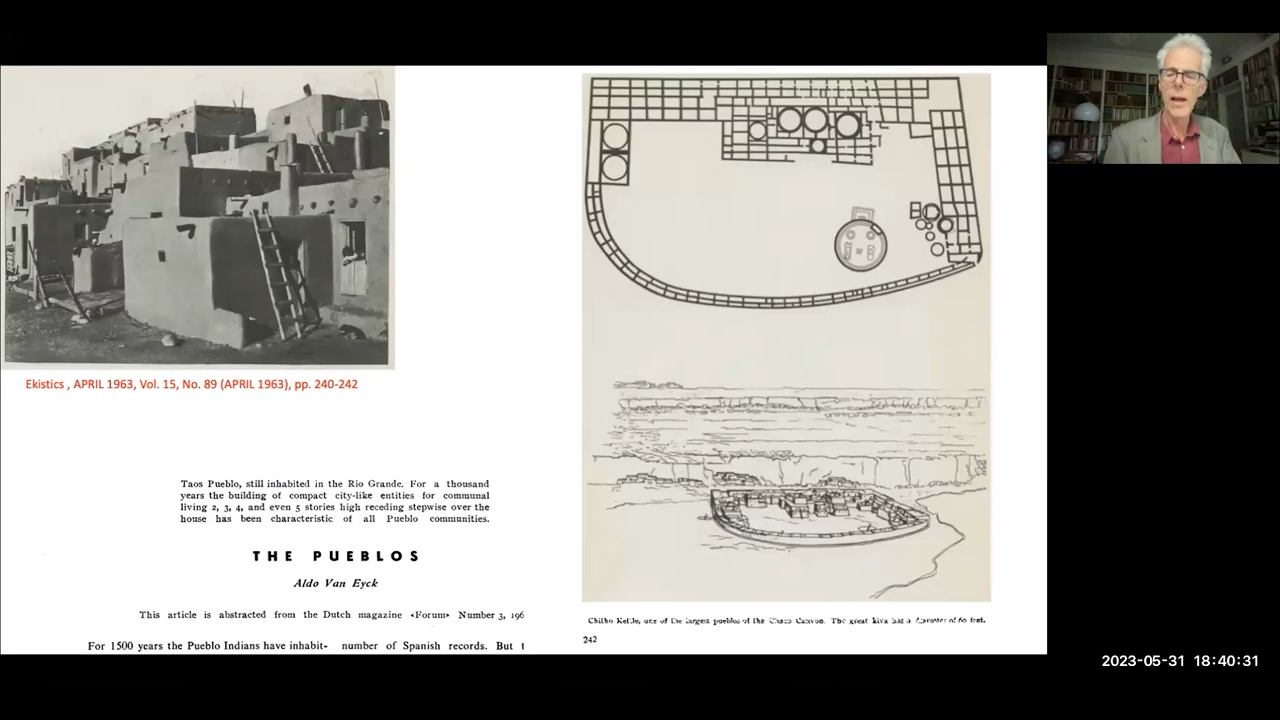 Ekistics , APRIL 1963, Vol. 15, No. 89 (APRIL 1963), pp. 240-242
Taos Pueblo, still inhabited in the Rio Grande. For a thousand
years the building of compact city-like entities for communal
living 2, 3, 4, and even 5 stories high receding stepwise over the
house has been characteristic of all Pueblo communities.
THE PUEBLOS
Aldo Van Eyck
This article is abstracted from the Dutch magazine «Forum» Number 3, 196
For 1500 years the Pueblo Indians have inhabit- number of Spanish records. But t
one of the largest pueblos of the Chaco Canyon. The great kiva has a diameter of 60 feet.
242
2023-05-31 18:40:31